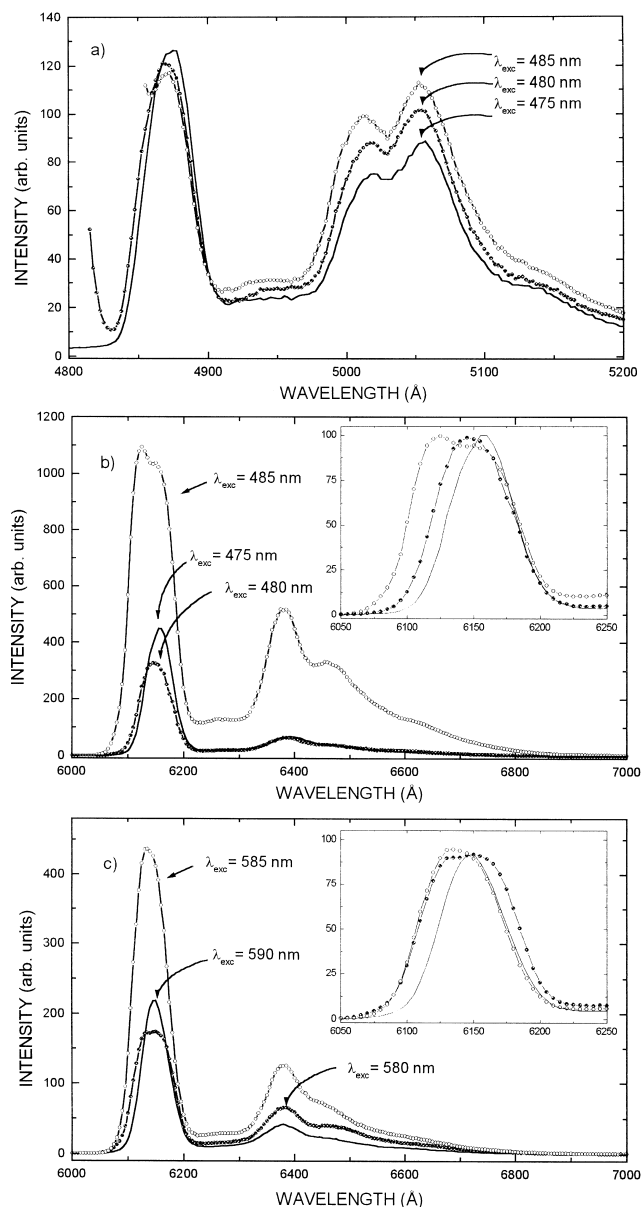 140
a)
120
100
80
60
40
20
0
INTENSITY (arb. units)
λexc= 485 nm
λexc= 480 nm
λexc= 475 nm
4800 4900 5000 5100 5200
WAVELENGTH (Å)
1200
b)
1000
800
600
400
200
0
INTENSITY (arb. units)
λexc= 485 nm
λexc= 475 nm
λexc= 480 nm
100
75
50
25
0
6050 6100 6150 6200 6250
6000 6200 6400 6600 6800 7000
WAVELENGTH (Å)
c)
400
300
200
100
0
INTENSITY (arb. units)
λexc= 585 nm
λexc= 590 nm
λexc= 580 nm
100
75
50
25
0
6050 6100 6150 6200 6250
6000 6200 6400 6600 6800 7000
WAVELENGTH (Å)